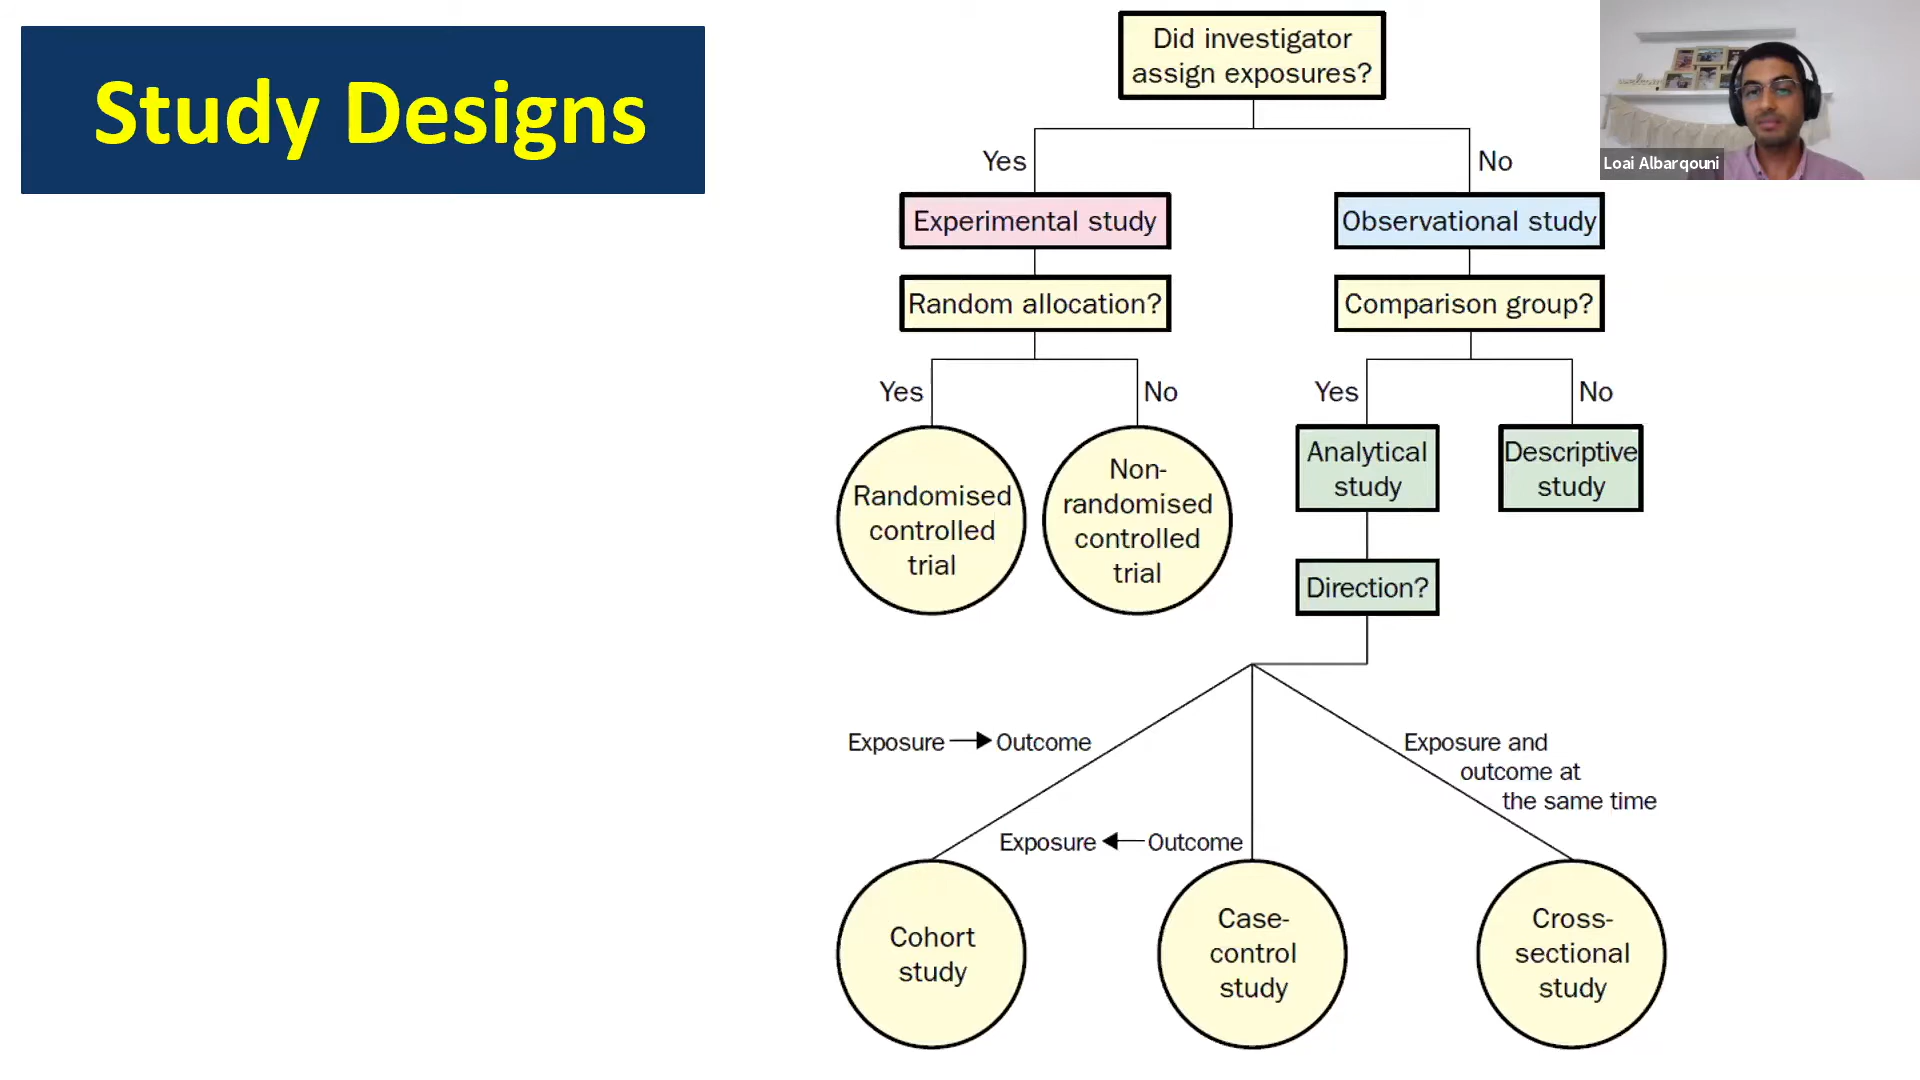 Study Designs
Did investigator
assign exposures?
Loai Albarqouni
Yes
No
Experimental study
Observational study
Random allocation?
Comparison group?
Yes
No
Yes
No
Randomised
controlled
trial
Non-
randomised
controlled
trial
Analytical
study
Descriptive
study
Direction?
Exposure → Outcome
Exposure and
outcome at
the same time
Exposure ← Outcome
Cohort
study
Case-
control
study
Cross-
sectional
study